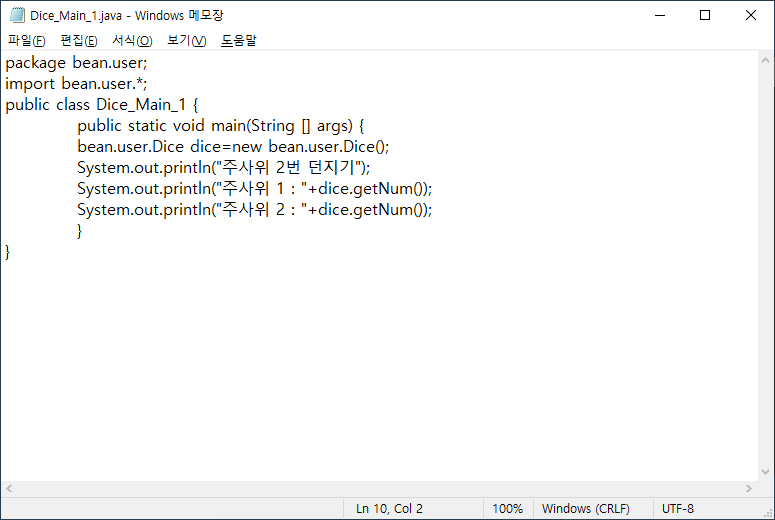 Dice_Main_1.java - Windows 메모장
파일(F) 편집(E) 서식(O) 보기(V) 도움말
package bean.user;
import bean.user.*;
public class Dice_Main_1 {
public static void main(String [] args) {
bean.user.Dice dice=new bean.user.Dice();
System.out.println("주사위 2번 던지기");
System.out.println("주사위 1 : "+dice.getNum());
System.out.println("주사위 2 : "+dice.getNum());
}
}
Ln 10, Col 2 100% Windows (CRLF) UTF-8